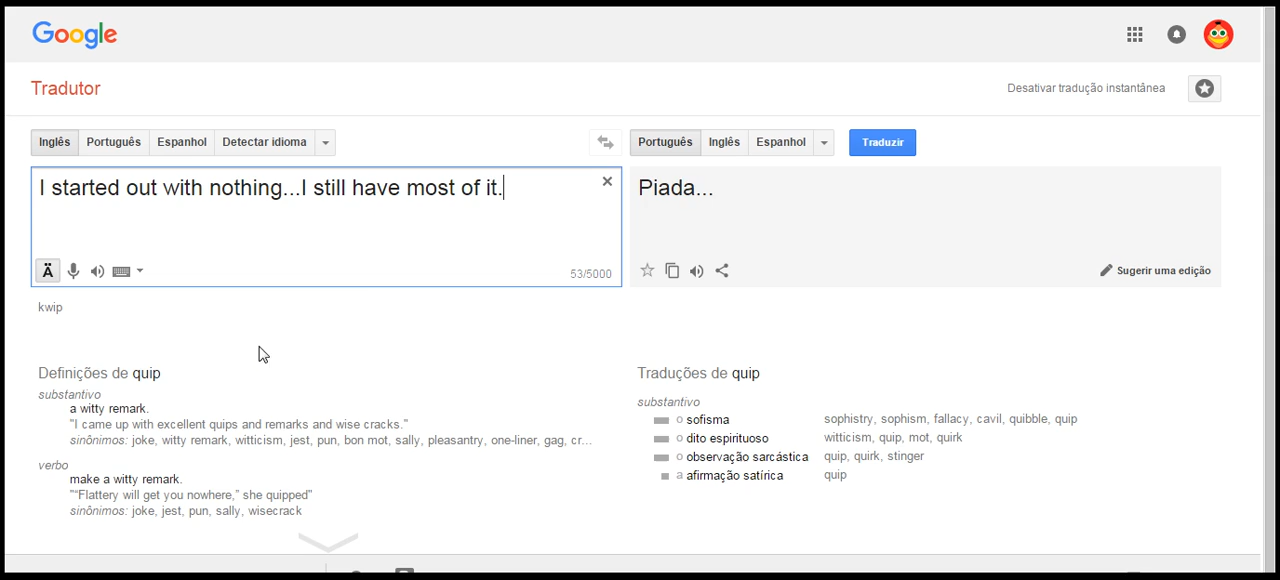 Google
Tradutor
Desativar tradução instantânea
Inglês Português Espanhol Detectar idioma
Português Inglês Espanhol Traduzir
I started out with nothing...I still have most of it.
Piada...
Ä
53/5000
Sugerir uma edição
kwip
Definições de quip
substantivo
a witty remark.
"I came up with excellent quips and remarks and wise cracks."
sinônimos: joke, witty remark, witticism, jest, pun, bon mot, sally, pleasantry, one-liner, gag, cr...
verbo
make a witty remark.
"“Flattery will get you nowhere,” she quipped"
sinônimos: joke, jest, pun, sally, wisecrack
Traduções de quip
substantivo
o sofisma sophistry, sophism, fallacy, cavil, quibble, quip
o dito espirituoso witticism, quip, mot, quirk
o observação sarcástica quip, quirk, stinger
a afirmação satírica quip